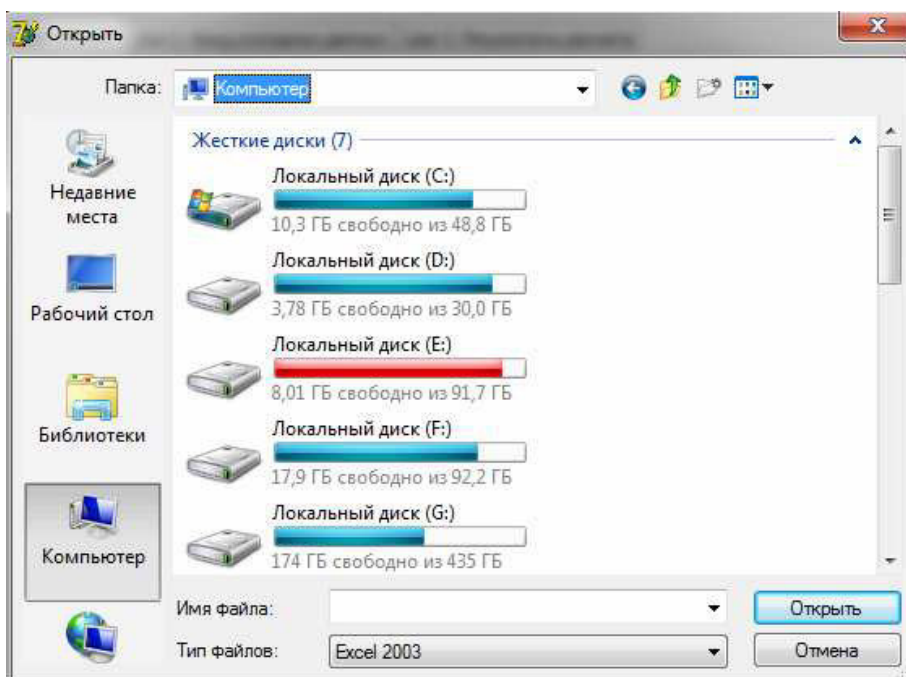 Открыть
Папка: Компьютер
Недавние места
Рабочий стол
Библиотеки
Компьютер
Жесткие диски (7)
Локальный диск (C:)
10,3 ГБ свободно из 48,8 ГБ
Локальный диск (D:)
3,78 ГБ свободно из 30,0 ГБ
Локальный диск (E:)
8,01 ГБ свободно из 91,7 ГБ
Локальный диск (F:)
17,9 ГБ свободно из 92,2 ГБ
Локальный диск (G:)
174 ГБ свободно из 435 ГБ
Имя файла:
Открыть
Тип файлов: Excel 2003
Отмена